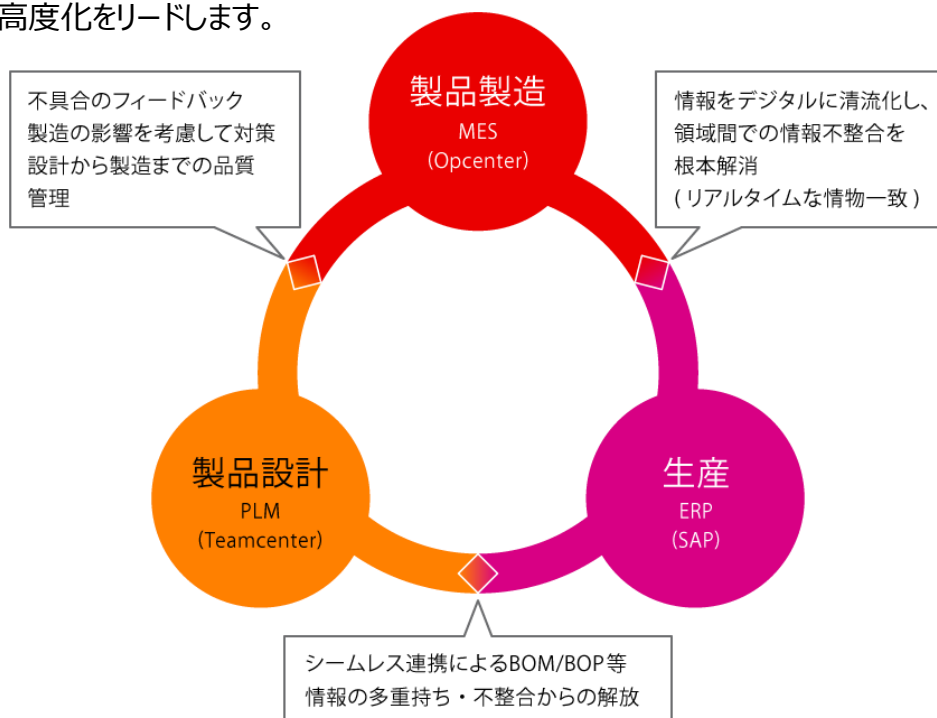 高度化をリードします。
製品製造
MES
(Opcenter)
不具合のフィードバック
製造の影響を考慮して対策
設計から製造までの品質
管理
情報をデジタルに清流化し、
領域間での情報不整合を
根本解消
(リアルタイムな情物一致)
製品設計
PLM
(Teamcenter)
生産
ERP
(SAP)
シームレス連携によるBOM/BOP等
情報の多重持ち・不整合からの解放